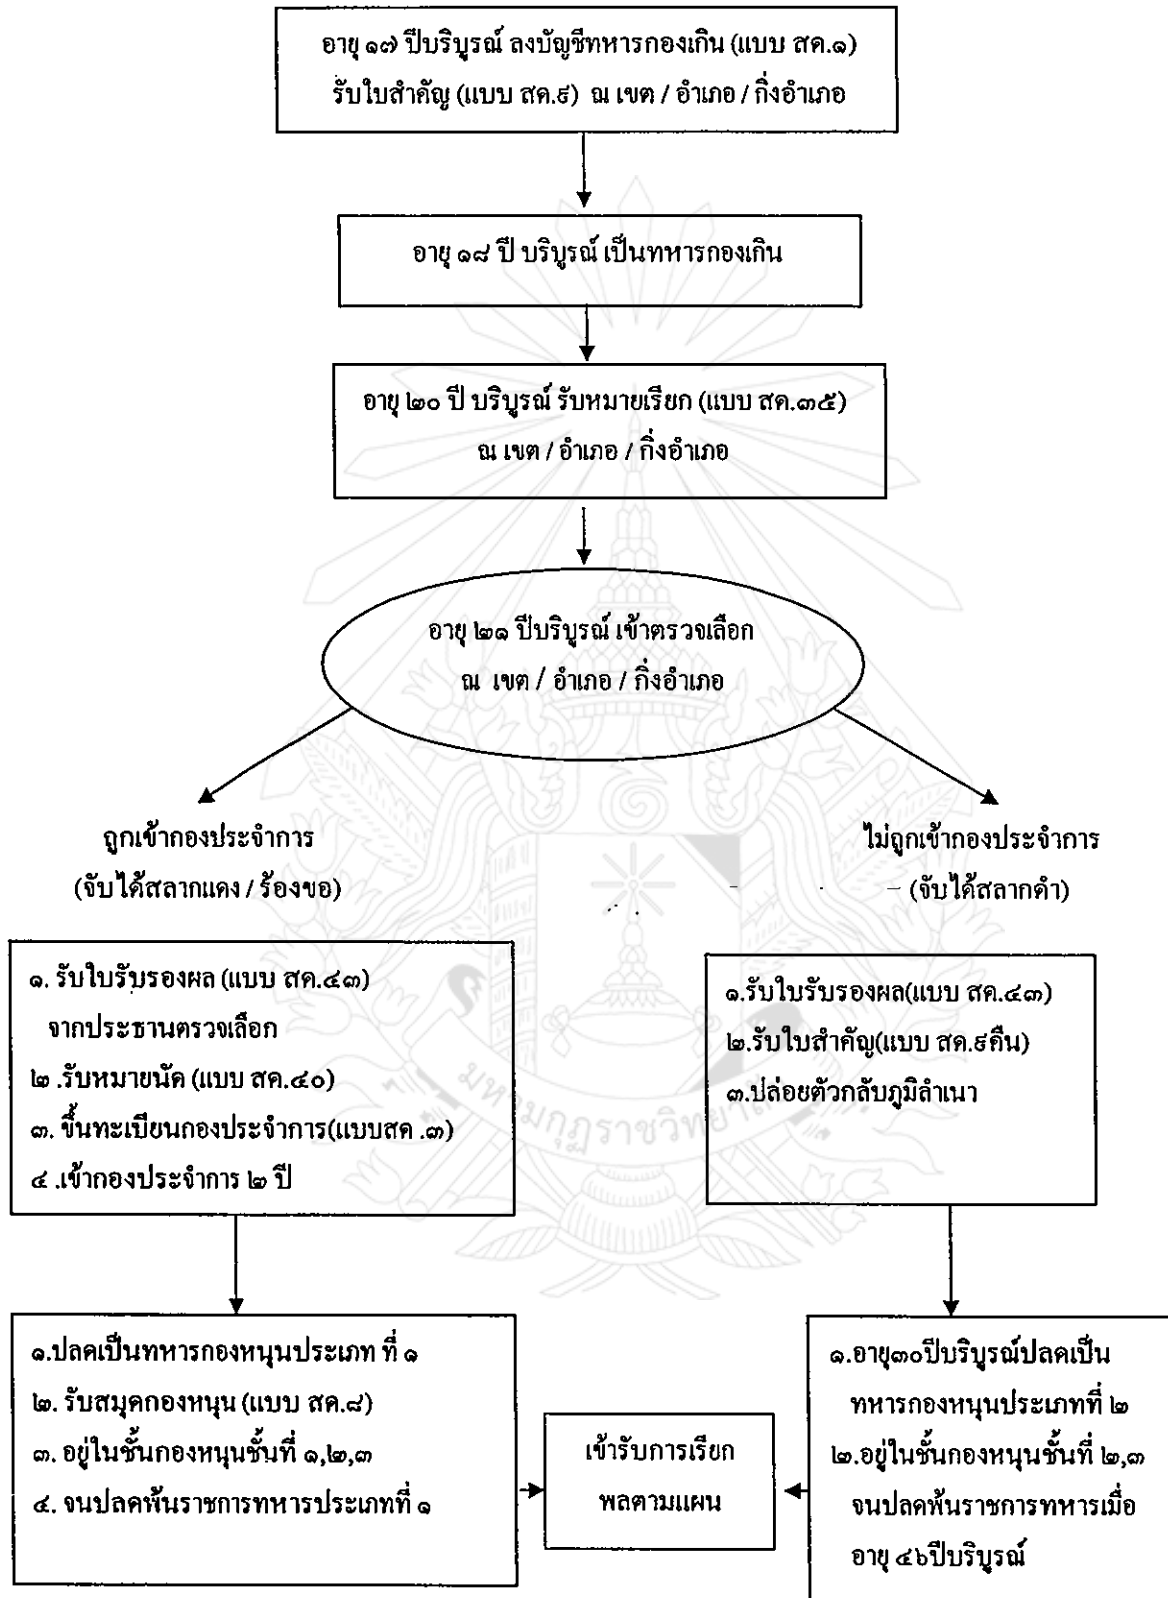 อายุ ๑๗ ปีบริบูรณ์ ลงบัญชีทหารกองเกิน (แบบ สด.๑)
รับใบสำคัญ (แบบ สด.๙) ณ เขต / อำเภอ / กิ่งอำเภอ
อายุ ๑๘ ปี บริบูรณ์ เป็นทหารกองเกิน
อายุ ๒๐ ปี บริบูรณ์ รับหมายเรียก (แบบ สด.๓๕)
ณ เขต / อำเภอ / กิ่งอำเภอ
อายุ ๒๑ ปีบริบูรณ์ เข้าตรวจเลือก
ณ เขต / อำเภอ / กิ่งอำเภอ
ถูกเข้ากองประจำการ
(จับได้สลากแดง / ร้องขอ)
ไม่ถูกเข้ากองประจำการ
(จับได้สลากดำ)
๑. รับใบรับรองผล (แบบ สด.๔๓)
จากประธานตรวจเลือก
๒ .รับหมายนัด (แบบ สด.๔๐)
๓. ขึ้นทะเบียนกองประจำการ(แบบสด .๓)
๔ .เข้ากองประจำการ ๒ ปี
๑.รับใบรับรองผล(แบบ สด.๔๓)
๒.รับใบสำคัญ(แบบ สด.๙คืน)
๓.ปล่อยตัวกลับภูมิลำเนา
มหามกุฏราชวิทยาลัย
๑.ปลดเป็นทหารกองหนุนประเภท ที่ ๑
๒. รับสมุดกองหนุน (แบบ สด.๘)
๓. อยู่ในชั้นกองหนุนชั้นที่ ๑,๒,๓
๔. จนปลดพ้นราชการทหารประเภทที่ ๑
เข้ารับการเรียก
พลตามแผน
๑.อายุ๓๐ปีบริบูรณ์ปลดเป็น
ทหารกองหนุนประเภทที่ ๒
๒.อยู่ในชั้นกองหนุนชั้นที่ ๒,๓
จนปลดพ้นราชการทหารเมื่อ
อายุ ๔๖ปีบริบูรณ์